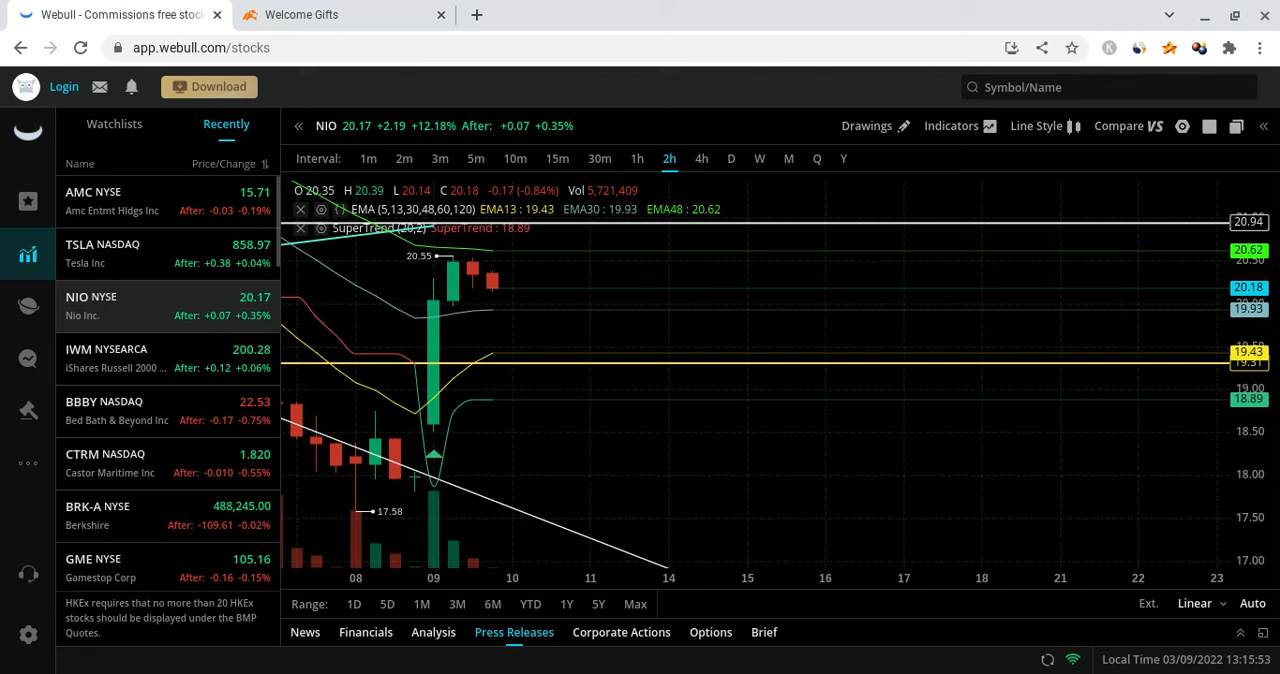 Webull - Commissions free stoc
Welcome Gifts
app.webull.com/stocks
K
Login
Download
Symbol/Name
Watchlists
Recently
Name
Price/Change
AMC NYSE 15.71
Amc Entmt Hldgs Inc After: -0.03 -0.19%
TSLA NASDAQ 858.97
Tesla Inc After: +0.38 +0.04%
NIO NYSE 20.17
Nio Inc. After: +0.07 +0.35%
IWM NYSEARCA 200.28
iShares Russell 2000 ... After: +0.12 +0.06%
BBBY NASDAQ 22.53
Bed Bath & Beyond Inc After: -0.17 -0.75%
CTRM NASDAQ 1.820
Castor Maritime Inc After: -0.010 -0.55%
BRK-A NYSE 488,245.00
Berkshire After: -109.61 -0.02%
GME NYSE 105.16
Gamestop Corp After: -0.16 -0.15%
HKEx requires that no more than 20 HKEx
stocks should be displayed under the BMP
Quotes.
NIO 20.17 +2.19 +12.18% After: +0.07 +0.35%
Drawings Indicators Line Style Compare VS
Interval: 1m 2m 3m 5m 10m 15m 30m 1h 2h 4h D W M Q Y
O 20.35 H 20.39 L 20.14 C 20.18 -0.17 (-0.84%) Vol 5,721,409
EMA (5,13,30,48,60,120) EMA13 : 19.43 EMA30 : 19.93 EMA48 : 20.62
SuperTrend (20,2) SuperTrend : 18.89
20.55
17.58
20.94
20.62
20.50
20.18
20.00
19.93
19.50
19.43
19.31
19.00
18.89
18.50
18.00
17.50
17.00
08 09 10 11 14 15 16 17 18 21 22 23
Range: 1D 5D 1M 3M 6M YTD 1Y 5Y Max
Ext. Linear Auto
News Financials Analysis Press Releases Corporate Actions Options Brief
Local Time 03/09/2022 13:15:53